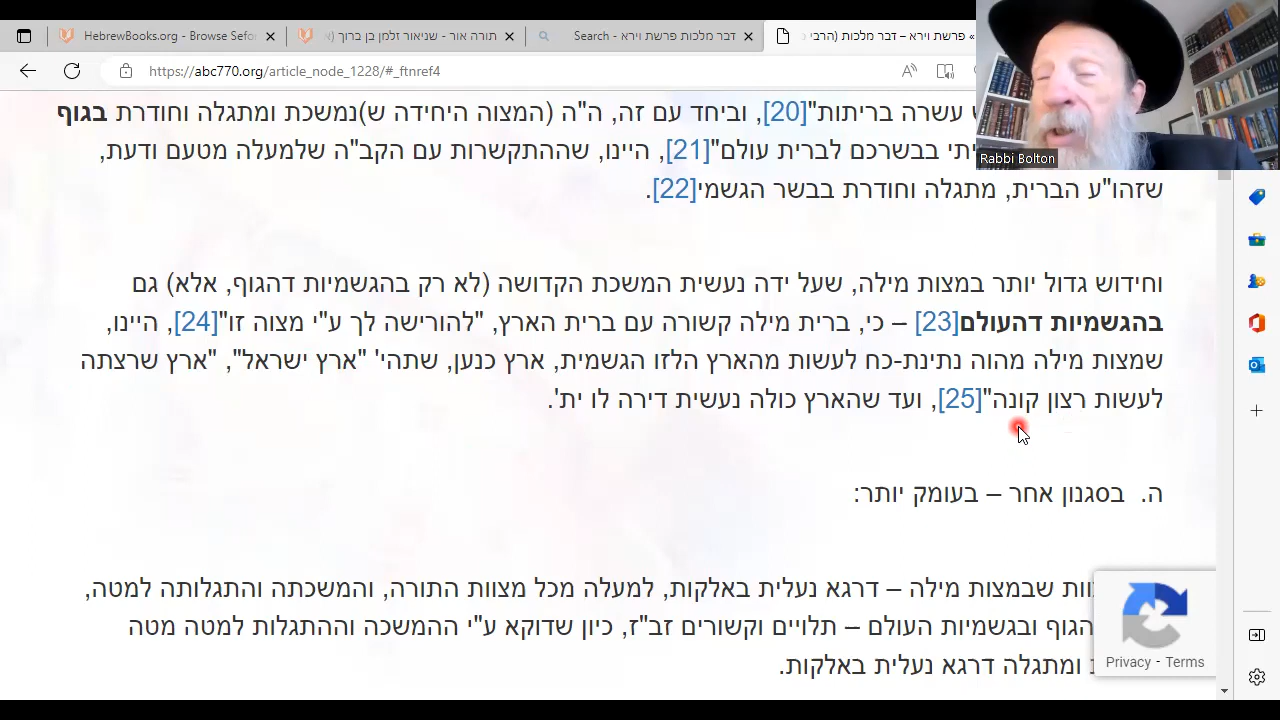 HebrewBooks.org - Browse Sefor
תורה אור - שניאור זלמן בן ברוך
Search - דבר מלכות פרשת וירא
» פרשת וירא – דבר מלכות (הרבי
https://abc770.org/article_node_1228/#_ftnref4
Rabbi Bolton
עשרה בריתות"[20], וביחד עם זה, ה"ה (המצוה היחידה ש)נמשכת ומתגלה וחודרת בגוף
בבשרכם לברית עולם"[21], היינו, שההתקשרות עם הקב"ה שלמעלה מטעם ודעת,
שזהו"ע הברית, מתגלה וחודרת בבשר הגשמי[22].
וחידוש גדול יותר במצות מילה, שעל ידה נעשית המשכת הקדושה (לא רק בהגשמיות דהגוף, אלא) גם
בהגשמיות דהעולם[23] – כי, ברית מילה קשורה עם ברית הארץ, "להורישה לך ע"י מצוה זו"[24], היינו,
שמצות מילה מהוה נתינת-כח לעשות מהארץ הלזו הגשמית, ארץ כנען, שתהי' "ארץ ישראל", "ארץ שרצתה
לעשות רצון קונה"[25], ועד שהארץ כולה נעשית דירה לו ית'.
ה. בסגנון אחר – בעומק יותר:
שבמצות מילה – דרגא נעלית באלקות, למעלה מכל מצוות התורה, והמשכתה והתגלותה למטה,
הגוף ובגשמיות העולם – תלויים וקשורים זב"ז, כיון שדוקא ע"י ההמשכה וההתגלות למטה מטה
ומתגלה דרגא נעלית באלקות.
Privacy - Terms